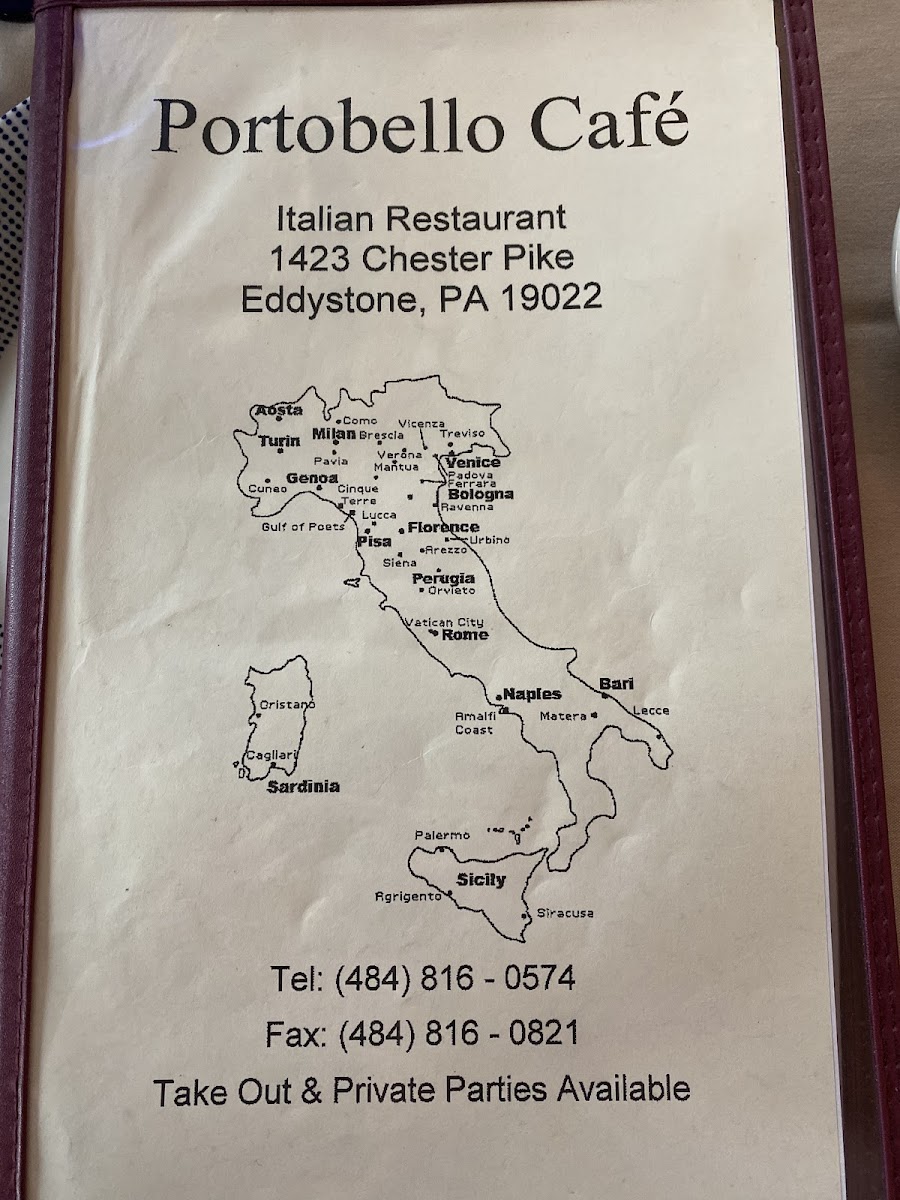 Portobello Café
Italian Restaurant
1423 Chester Pike
Eddystone, PA 19022
Aosta
Como
Vicenza
Turin
Milan
Brescia
Treviso
Pavia
Verona
Mantua
Venice
Padova
Ferrara
Cuneo
Genoa
Cinque
Terre
Bologna
Ravenna
Lucca
Gulf of Poets
Florence
Pisa
Urbino
Arezzo
Siena
Perugia
Orvieto
Vatican City
Rome
Naples
Bari
Amalfi
Coast
Matera
Lecce
Oristano
Cagliari
Sardinia
Palermo
Sicily
Agrigento
Siracusa
Tel: (484) 816 - 0574
Fax: (484) 816 - 0821
Take Out & Private Parties Available